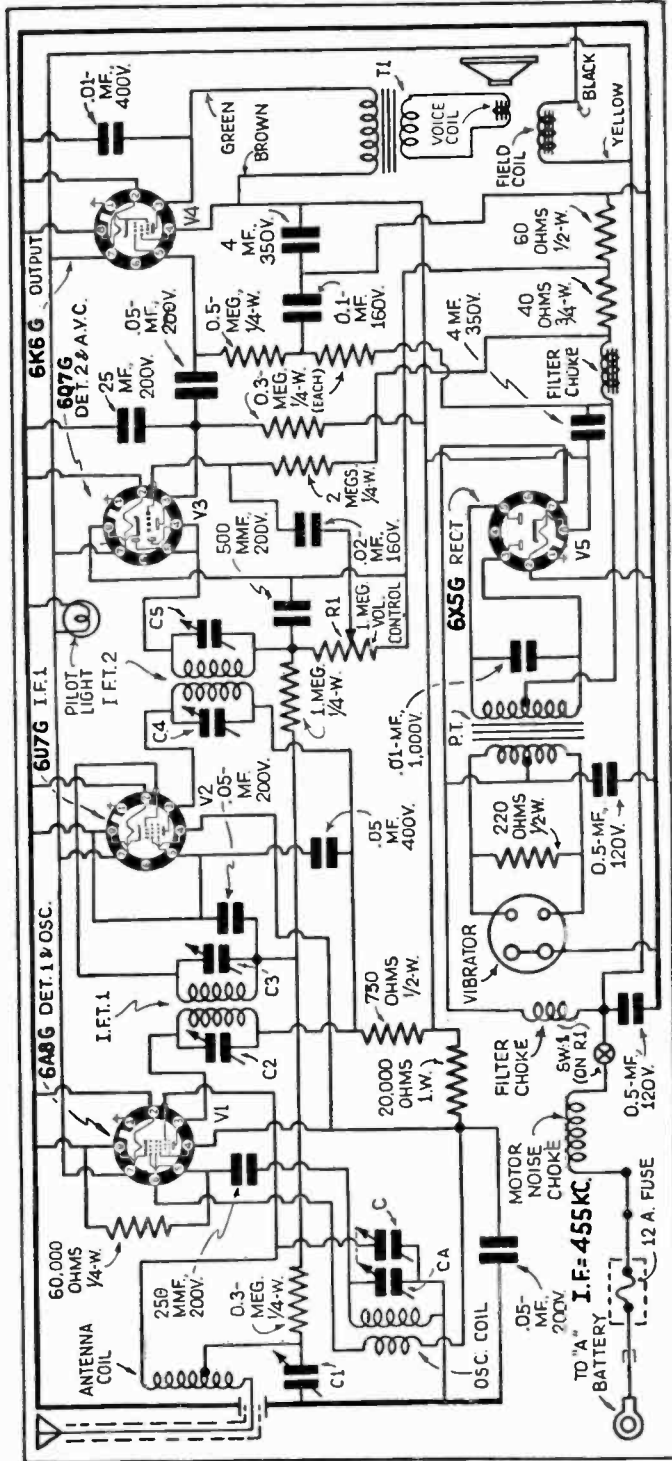 6A8G DET. 1 & OSC.
6U7G I.F.1
6Q7G
DET. 2 & A.V.C.
6K6G OUTPUT
.01-
MF.,
400V.
60,000
OHMS
1/4-W.
V1
I.F.T.1
V2
.05-
MF.
200V.
PILOT
LIGHT
I.F.T.2
V3
25
MF.
200V.
.05-
MF.,
200V.
V4
GREEN
BROWN
ANTENNA
COIL
250
MMF.,
200V.
0.3-
MEG.
1/4-W.
C2
C3
C4
C5
500
MMF.,
200V.
0.5-
MEG.,
1/4-W.
0.3-
MEG.
1/4-W.
(EACH)
4
MF.,
350V.
T1
C1
C
CA
OSC. COIL
750
OHMS
1/2-W.
.05
MF.
400V.
1. MEG.
1/4-W.
R1
1. MEG.
VOL.
CONTROL
.02-
MF.,
160V.
2
MEGS.
1/4-W.
0.1-
MF.
160V.
VOICE
COIL
20,000
OHMS
1.W.
FIELD
COIL
BLACK
YELLOW
.05-
MF.,
200V.
.01-MF.,
1,000V.
6X5G RECT
4 MF.
350V.
40
OHMS
3/4-W.
60
OHMS
1/2-W.
P.T.
V5
FILTER
CHOKE
MOTOR
NOISE
CHOKE
FILTER
CHOKE
VIBRATOR
220
OHMS
1/2-W.
SW.1
(ON R1)
0.5-MF.
120V.
0.5-MF.,
120V.
TO "A"
BATTERY
I.F.=455KC.
12 A. FUSE